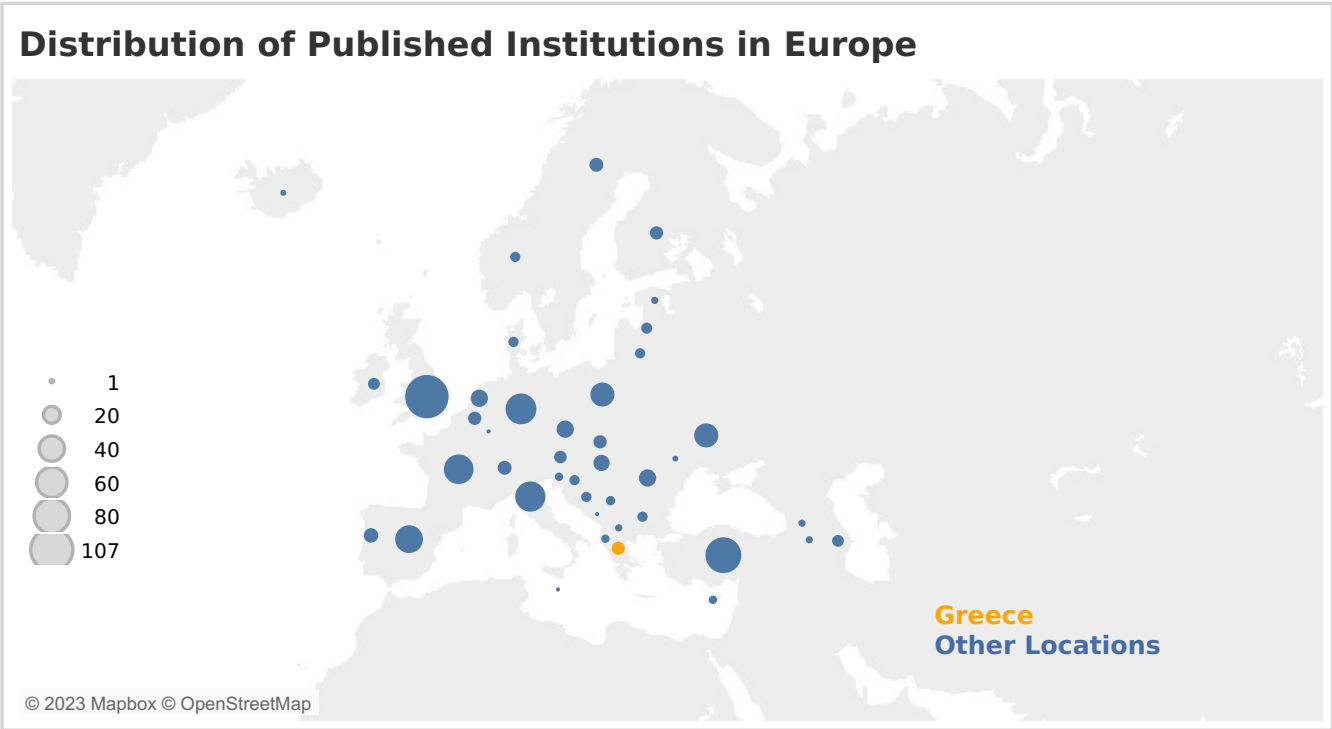 Distribution of Published Institutions in Europe
1
20
40
60
80
107
Greece
Other Locations
© 2023 Mapbox © OpenStreetMap